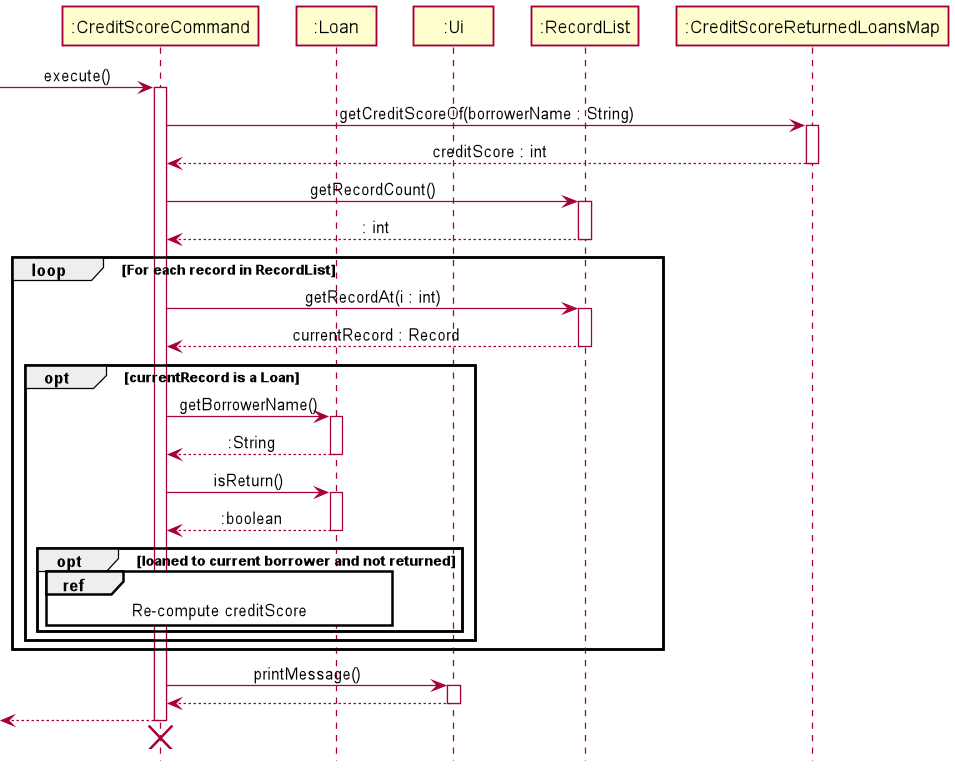 :CreditScoreCommand :Loan :Ui :RecordList :CreditScoreReturnedLoansMap
execute()
getCreditScoreOf(borrowerName : String)
creditScore : int
getRecordCount()
: int
loop [For each record in RecordList]
getRecordAt(i : int)
currentRecord : Record
opt [currentRecord is a Loan]
getBorrowerName()
:String
isReturn()
:boolean
opt [loaned to current borrower and not returned]
ref
Re-compute creditScore
printMessage()